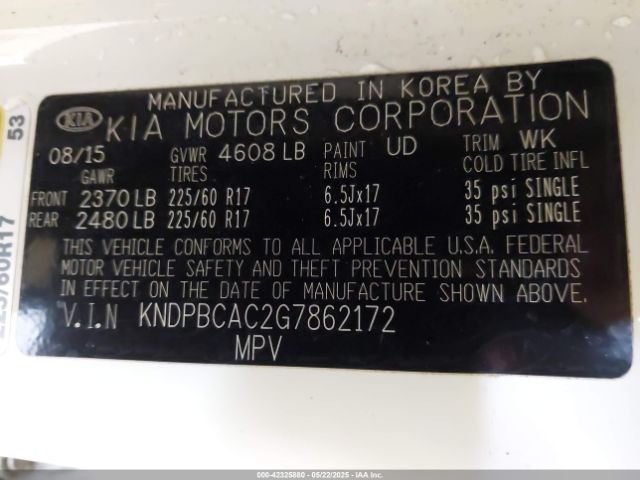 MANUFACTURED IN KOREA BY
KIA KIA MOTORS CORPORATION
08/15 GVWR 4608 LB PAINT UD TRIM WK
GAWR TIRES RIMS COLD TIRE INFL
FRONT 2370 LB 225/60 R17 6.5Jx17 35 psi SINGLE
REAR 2480 LB 225/60 R17 6.5Jx17 35 psi SINGLE
THIS VEHICLE CONFORMS TO ALL APPLICABLE U.S.A. FEDERAL
MOTOR VEHICLE SAFETY AND THEFT PREVENTION STANDARDS
IN EFFECT ON THE DATE OF MANUFACTURE SHOWN ABOVE.
V.I.N KNDPBCAC2G7862172
MPV
53
225/60R17
000-42325880 - 05/22/2025 - IAAI.COM